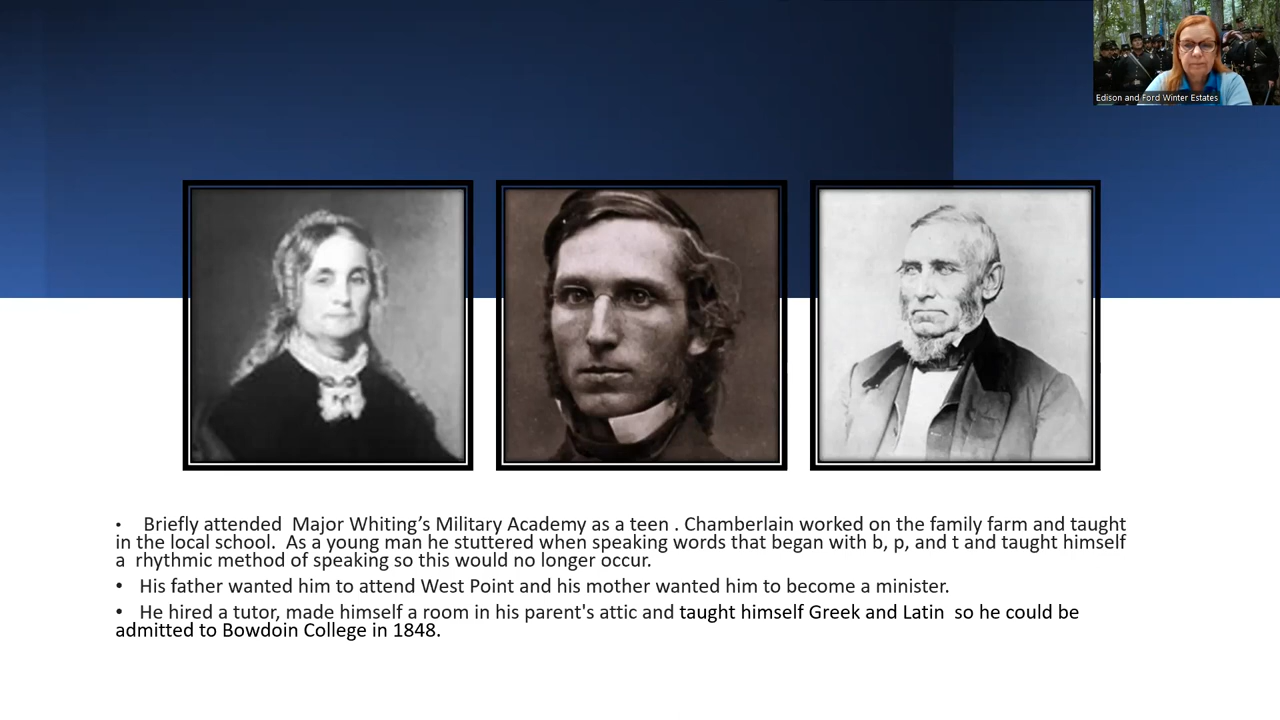 Edison and Ford Winter Estates
• Briefly attended Major Whiting’s Military Academy as a teen . Chamberlain worked on the family farm and taught
in the local school. As a young man he stuttered when speaking words that began with b, p, and t and taught himself
a rhythmic method of speaking so this would no longer occur.
• His father wanted him to attend West Point and his mother wanted him to become a minister.
• He hired a tutor, made himself a room in his parent's attic and taught himself Greek and Latin so he could be
admitted to Bowdoin College in 1848.